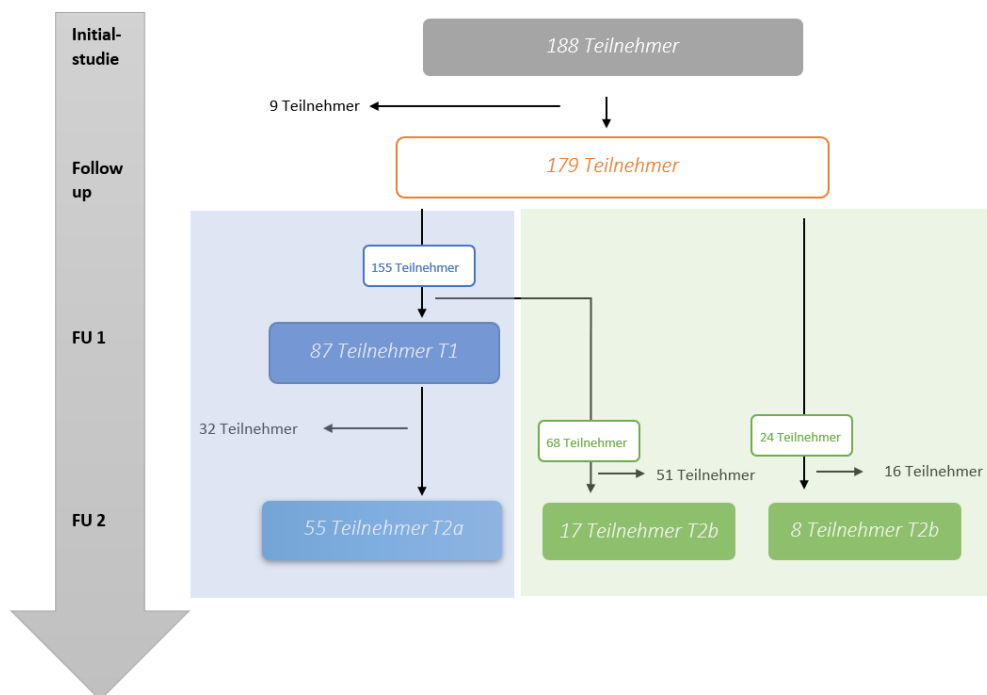 Initial-
studie
188 Teilnehmer
9 Teilnehmer
Follow
up
179 Teilnehmer
155 Teilnehmer
FU 1
87 Teilnehmer T1
32 Teilnehmer
68 Teilnehmer
24 Teilnehmer
51 Teilnehmer
16 Teilnehmer
FU 2
55 Teilnehmer T2a
17 Teilnehmer T2b
8 Teilnehmer T2b